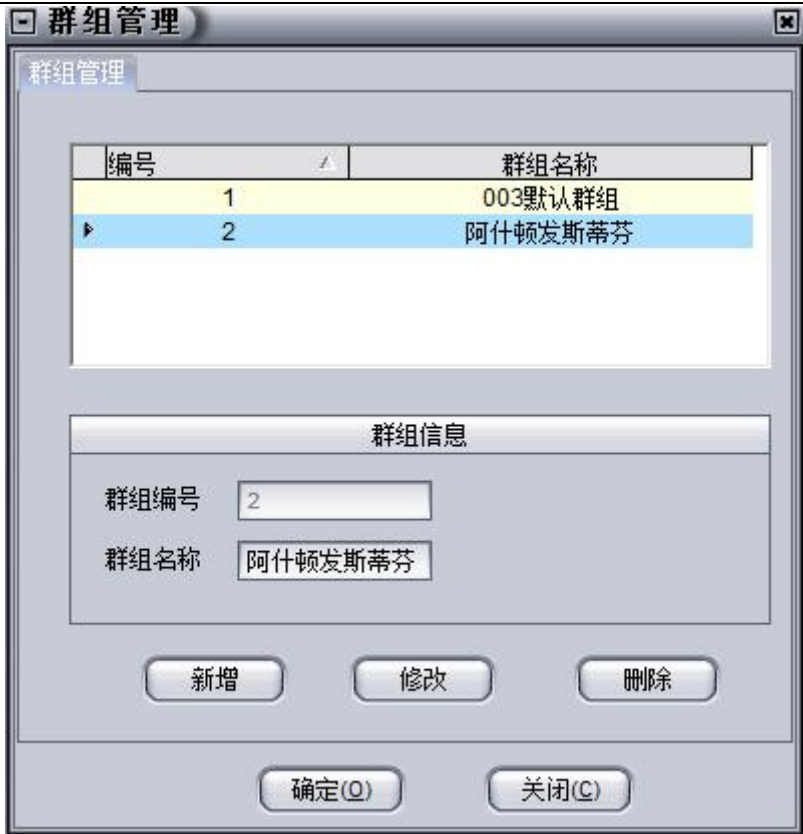 群组管理
群组管理
编号 群组名称
1 003默认群组
2 阿什顿发斯蒂芬
群组信息
群组编号 2
群组名称 阿什顿发斯蒂芬
新增 修改 删除
确定(O) 关闭(C)